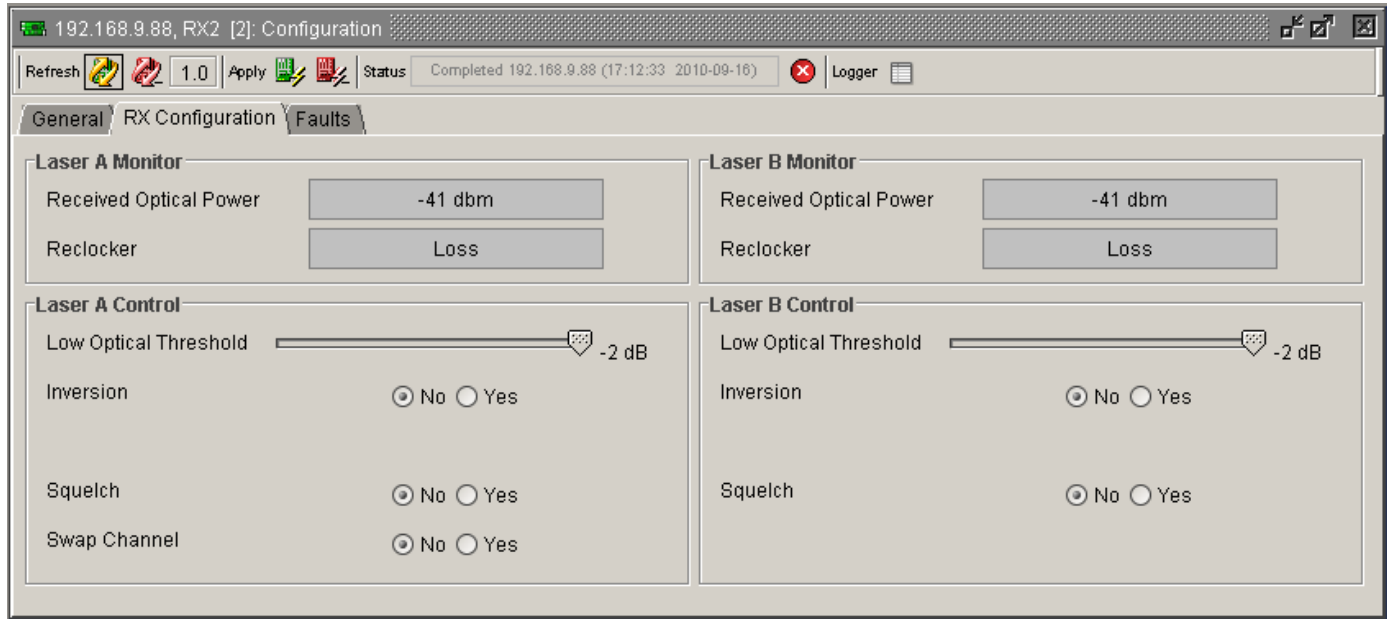 192.168.9.88, RX2 [2]: Configuration
Refresh 1.0 Apply Status Completed 192.168.9.88 (17:12:33 2010-09-16) Logger
General RX Configuration Faults
Laser A Monitor
Received Optical Power -41 dbm
Reclocker Loss
Laser B Monitor
Received Optical Power -41 dbm
Reclocker Loss
Laser A Control
Low Optical Threshold -2 dB
Inversion No Yes
Squelch No Yes
Swap Channel No Yes
Laser B Control
Low Optical Threshold -2 dB
Inversion No Yes
Squelch No Yes